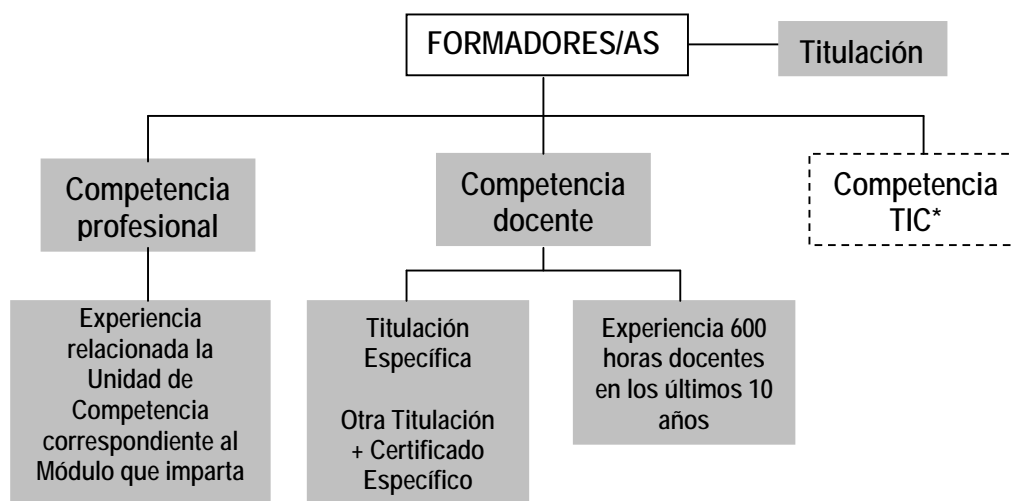 FORMADORES/AS
Titulación
Competencia
profesional
Competencia
docente
Competencia
TIC*
Experiencia
relacionada la
Unidad de
Competencia
correspondiente al
Módulo que imparta
Titulación
Específica
Otra Titulación
+ Certificado
Específico
Experiencia 600
horas docentes
en los últimos 10
años